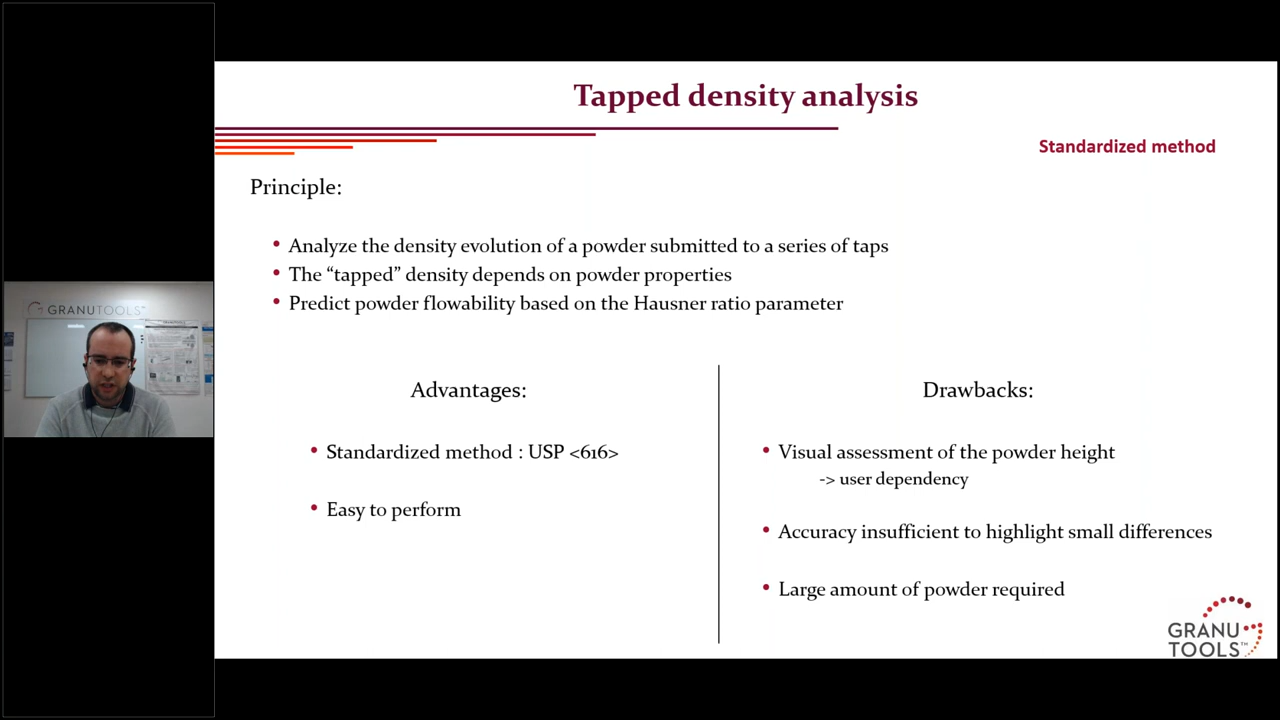 Tapped density analysis
Standardized method
Principle:
• Analyze the density evolution of a powder submitted to a series of taps
• The “tapped” density depends on powder properties
• Predict powder flowability based on the Hausner ratio parameter
Advantages:
• Standardized method : USP <616>
• Easy to perform
Drawbacks:
• Visual assessment of the powder height
-> user dependency
• Accuracy insufficient to highlight small differences
• Large amount of powder required
GRANU
TOOLS™
GRANUTOOLS™